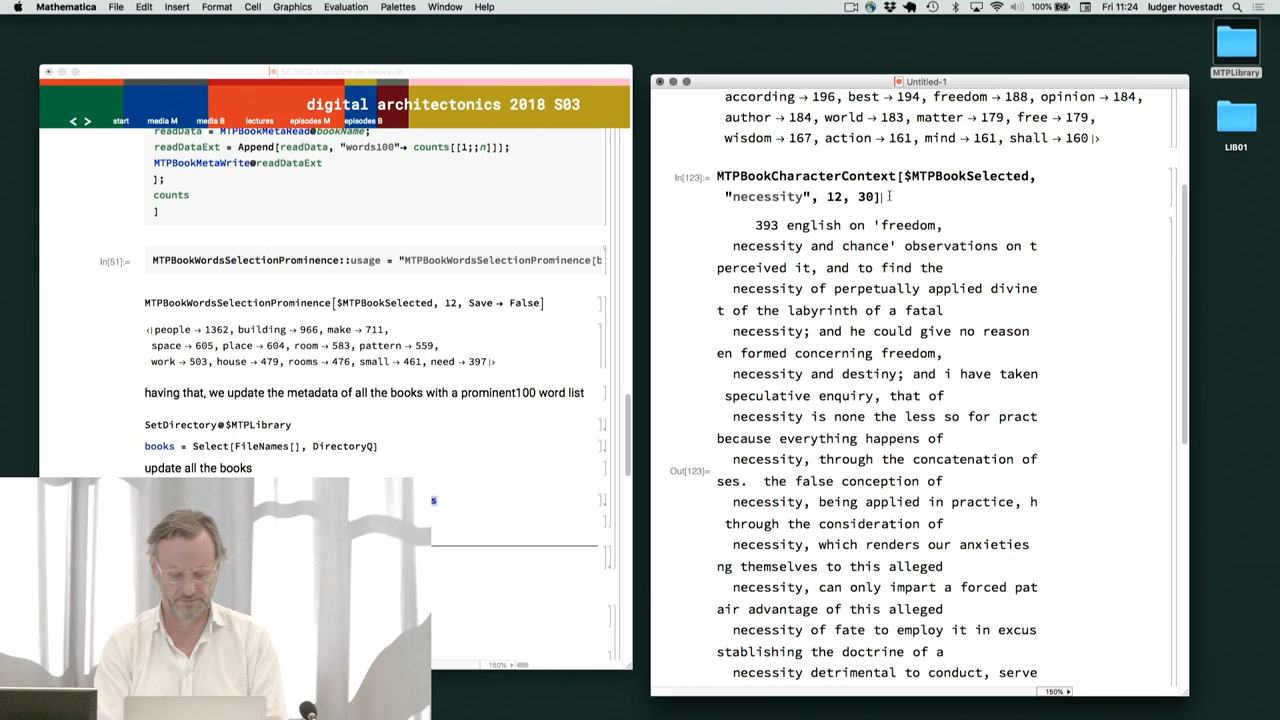 Mathematica File Edit Insert Format Cell Graphics Evaluation Palettes Window Help
100% Fri 11:24 ludger hovestadt
S03E02 statistics on books.nb
digital architectonics 2018 S03
< > start media M media B lectures episodes M episodes B
readData = MTPBookMetaRead@bookName;
readDataExt = Append[readData, "words100"→ counts[[1;;n]]];
MTPBookMetaWrite@readDataExt
];
counts
]
In[51]:= MTPBookWordsSelectionProminence::usage = "MTPBookWordsSelectionProminence[b
MTPBookWordsSelectionProminence[$MTPBookSelected, 12, Save → False]
<|people → 1362, building → 966, make → 711,
space → 605, place → 604, room → 583, pattern → 559,
work → 503, house → 479, rooms → 476, small → 461, need → 397|>
having that, we update the metadata of all the books with a prominent100 word list
SetDirectory@$MTPLibrary
books = Select[FileNames[], DirectoryQ]
update all the books
s
150%
Untitled-1
according → 196, best → 194, freedom → 188, opinion → 184,
author → 184, world → 183, matter → 179, free → 179,
wisdom → 167, action → 161, mind → 161, shall → 160|>
In[123]:= MTPBookCharacterContext[$MTPBookSelected,
"necessity", 12, 30]
393 english on 'freedom,
necessity and chance' observations on t
perceived it, and to find the
necessity of perpetually applied divine
t of the labyrinth of a fatal
necessity; and he could give no reason
en formed concerning freedom,
necessity and destiny; and i have taken
speculative enquiry, that of
necessity is none the less so for pract
because everything happens of
Out[123]= necessity, through the concatenation of
ses. the false conception of
necessity, being applied in practice, h
through the consideration of
necessity, which renders our anxieties
ng themselves to this alleged
necessity, can only impart a forced pat
air advantage of this alleged
necessity of fate to employ it in excus
stablishing the doctrine of a
necessity detrimental to conduct, serve
150%
MTPLibrary
LIB01